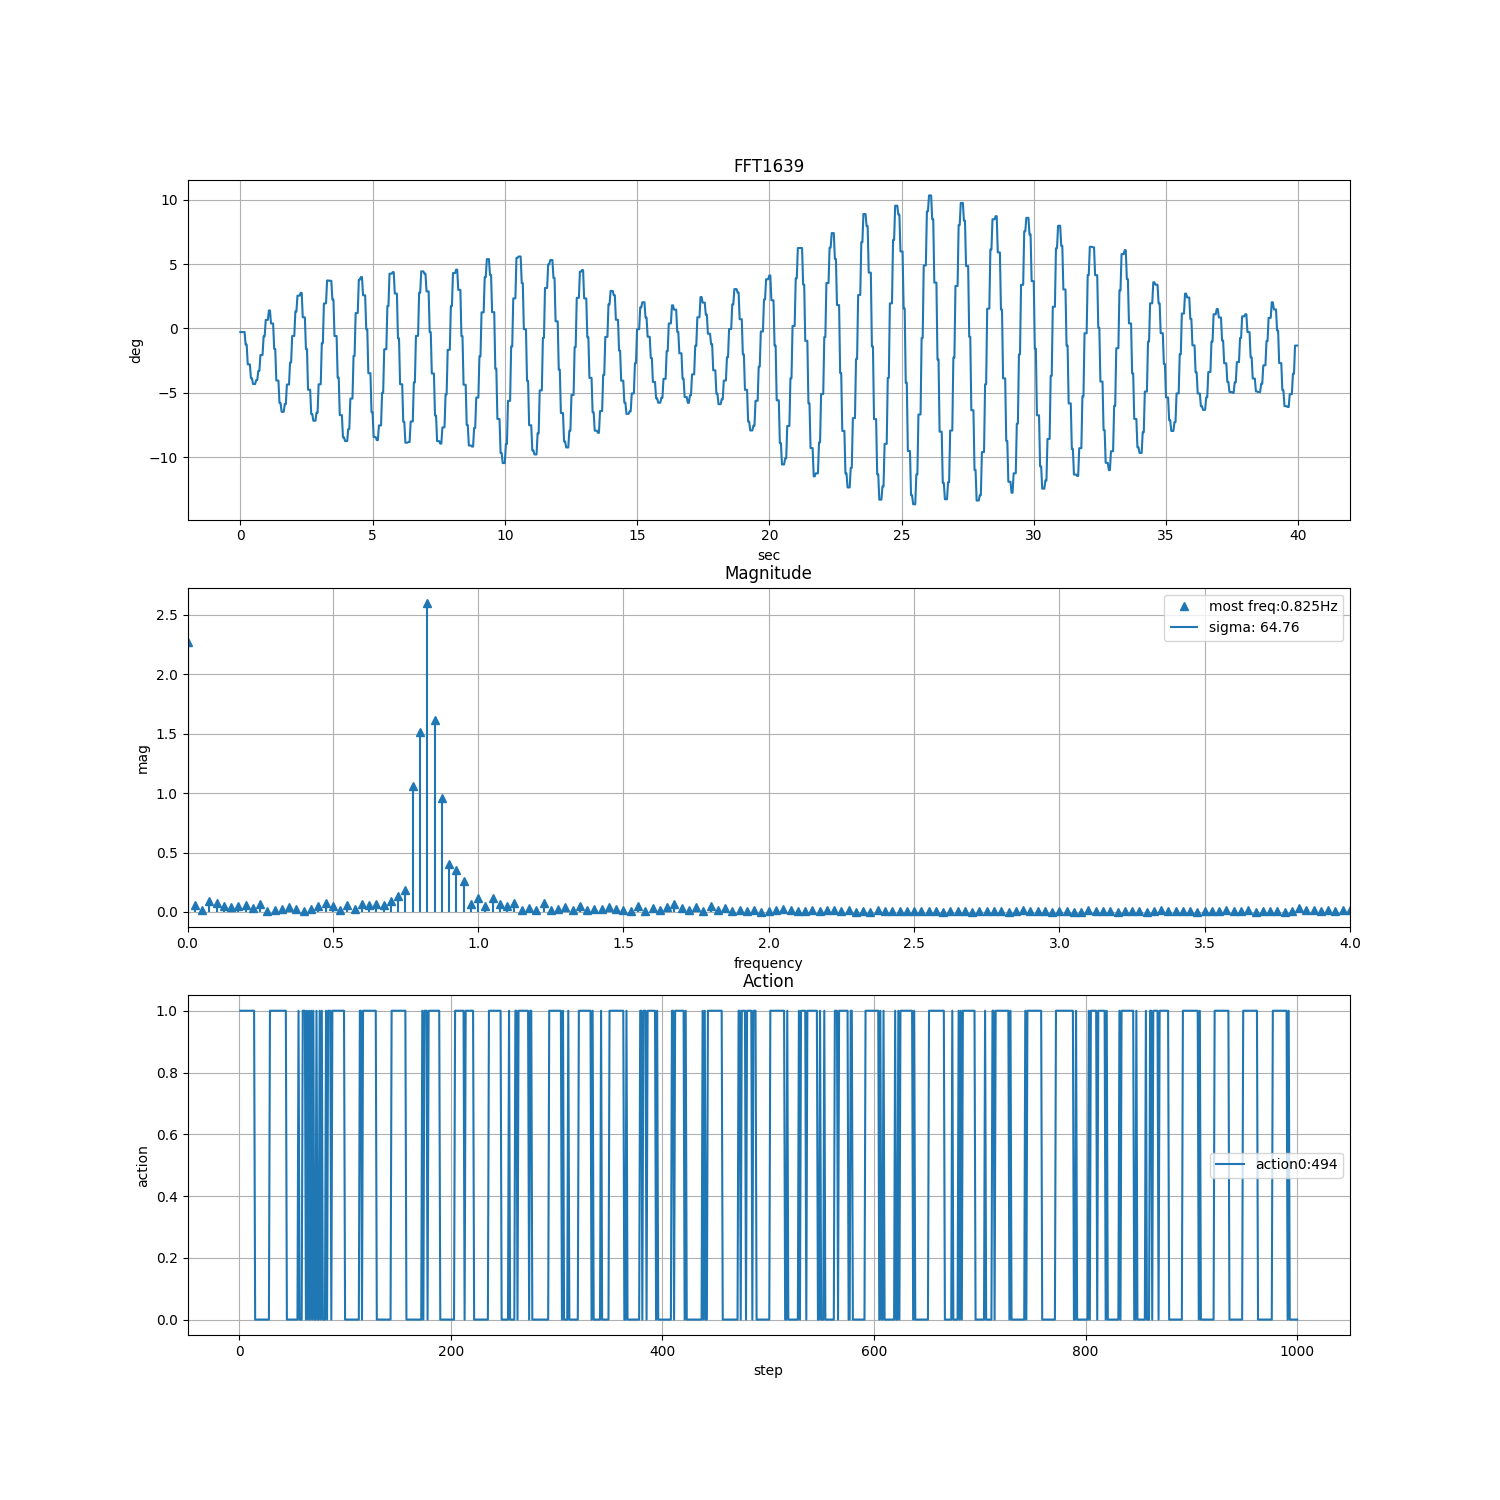 FFT1639
10
5
0
−5
−10
deg
0 5 10 15 20 25 30 35 40
sec
Magnitude
most freq:0.825Hz
sigma: 64.76
2.5
2.0
1.5
1.0
0.5
0.0
mag
0.0 0.5 1.0 1.5 2.0 2.5 3.0 3.5 4.0
frequency
Action
1.0
0.8
0.6
0.4
0.2
0.0
action
action0:494
0 200 400 600 800 1000
step